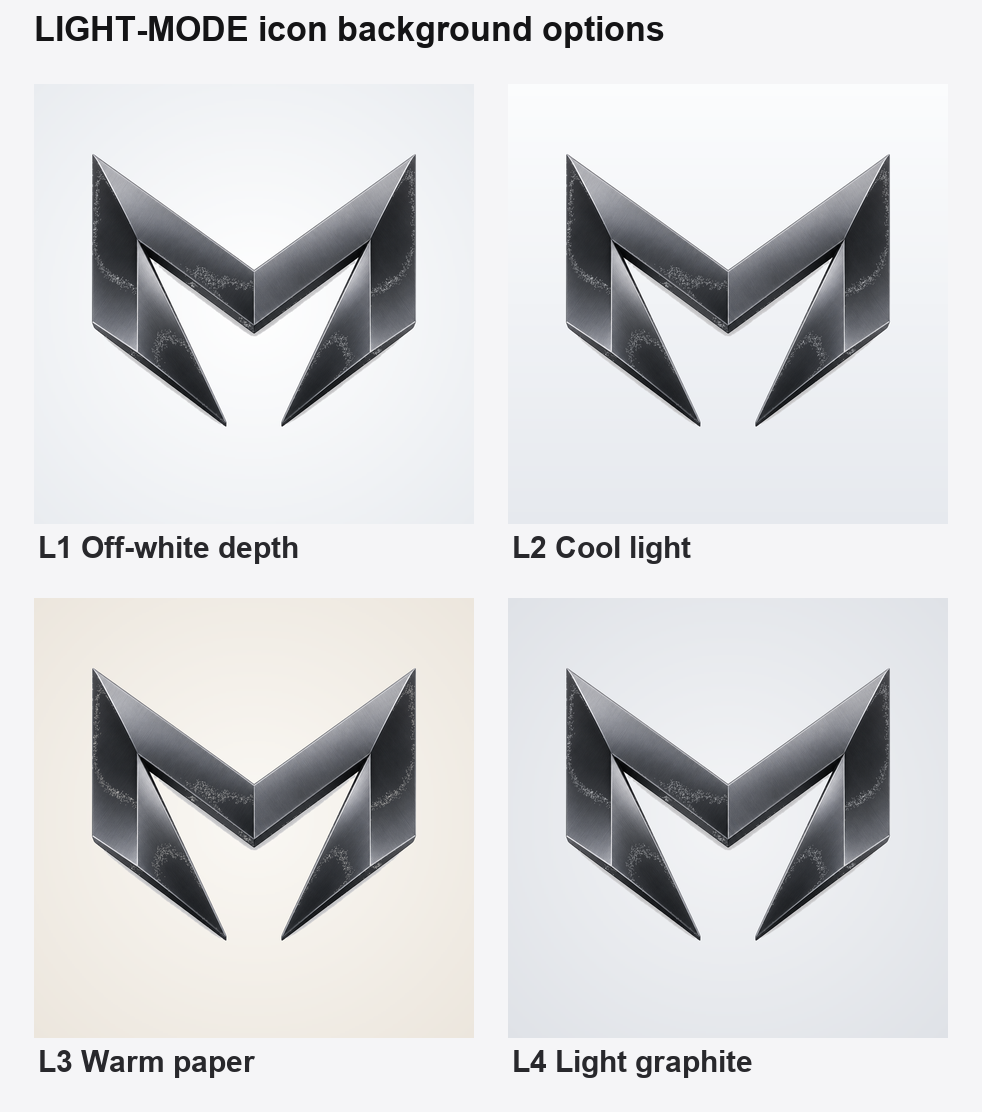 LIGHT-MODE icon background options
L1 Off-white depth
L2 Cool light
L3 Warm paper
L4 Light graphite